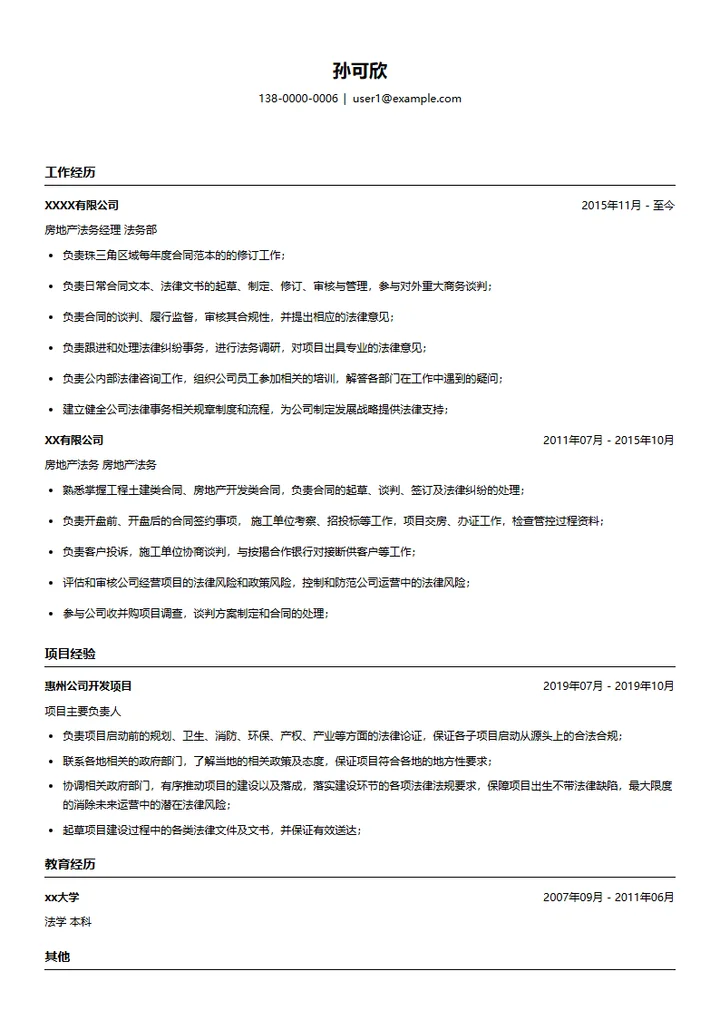 孙可欣
138-0000-0006 | user1@example.com
工作经历
XXXX有限公司 2015年11月 - 至今
房地产法务经理 法务部
• 负责珠三角区域每年度合同范本的的修订工作；
• 负责日常合同文本、法律文书的起草、制定、修订、审核与管理，参与对外重大商务谈判；
• 负责合同的谈判、履行监督，审核其合规性，并提出相应的法律意见；
• 负责跟进和处理法律纠纷事务，进行法务调研，对项目出具专业的法律意见；
• 负责公内部法律咨询工作，组织公司员工参加相关的培训，解答各部门在工作中遇到的疑问；
• 建立健全公司法律事务相关规章制度和流程，为公司制定发展战略提供法律支持；
XX有限公司 2011年07月 - 2015年10月
房地产法务 房地产法务
• 熟悉掌握工程土建类合同、房地产开发类合同，负责合同的起草、谈判、签订及法律纠纷的处理；
• 负责开盘前、开盘后的合同签约事项， 施工单位考察、招投标等工作，项目交房、办证工作，检查管控过程资料；
• 负责客户投诉，施工单位协商谈判，与按揭合作银行对接断供客户等工作；
• 评估和审核公司经营项目的法律风险和政策风险，控制和防范公司运营中的法律风险；
• 参与公司收并购项目调查，谈判方案制定和合同的处理；
项目经验
惠州公司开发项目 2019年07月 - 2019年10月
项目主要负责人
• 负责项目启动前的规划、卫生、消防、环保、产权、产业等方面的法律论证，保证各子项目启动从源头上的合法合规；
• 联系各地相关的政府部门，了解当地的相关政策及态度，保证项目符合各地的地方性要求；
• 协调相关政府部门，有序推动项目的建设以及落成，落实建设环节的各项法律法规要求，保障项目出生不带法律缺陷，最大限度
的消除未来运营中的潜在法律风险；
• 起草项目建设过程中的各类法律文件及文书，并保证有效送达；
教育经历
xx大学 2007年09月 - 2011年06月
法学 本科
其他